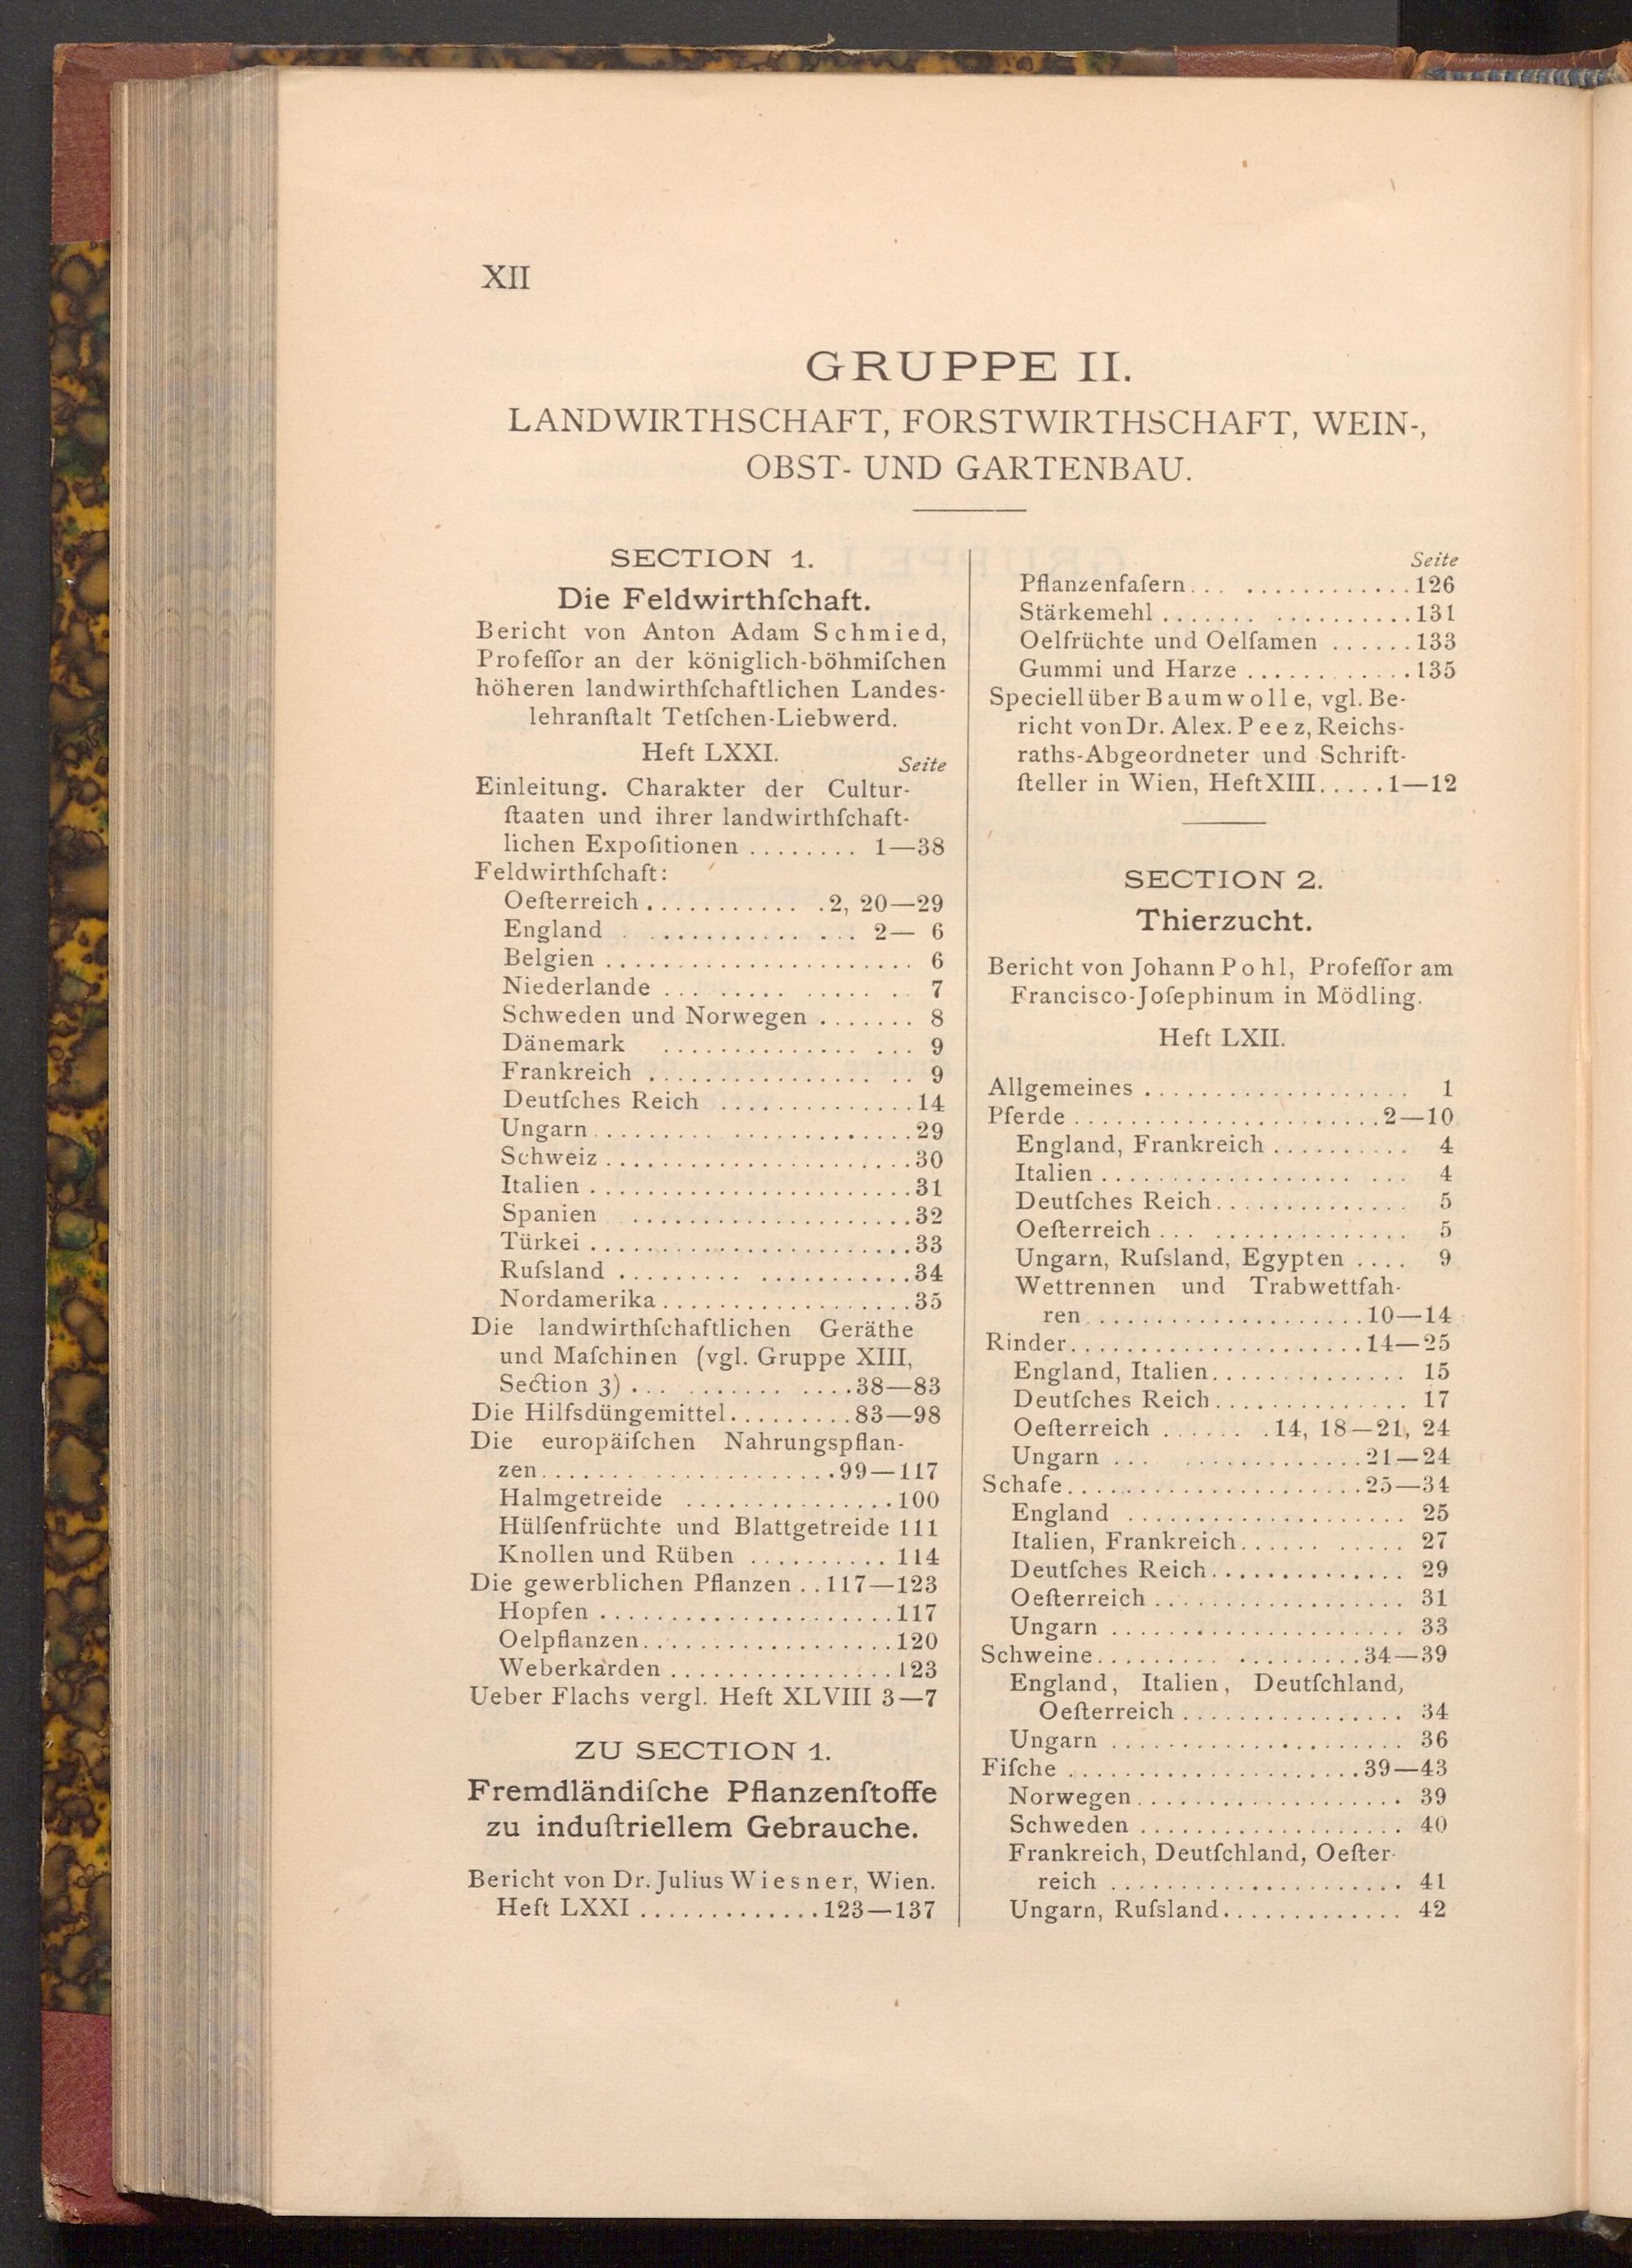 XII
GRUPPE II.
LANDWIRTHSCHAFT, FORSTWIRTHSCHAFT, WEIN-,
OBST- UND GARTENBAU.
SECTION 1.
Die Feldwirthſchaft.
Bericht von Anton Adam Schmied,
Profeſſor an der königlich-böhmiſchen
höheren landwirthſchaftlichen Landes-
lehranſtalt Tetſchen-Liebwerd.
Heft LXXI.
Seite
Einleitung. Charakter der Cultur-
ſtaaten und ihrer landwirthſchaft-
lichen Expoſitionen ........ 1—38
Feldwirthſchaft:
Oeſterreich ............ 2, 20—29
England ............... 2— 6
Belgien ...................... 6
Niederlande ................. 7
Schweden und Norwegen ....... 8
Dänemark ................. 9
Frankreich .................. 9
Deutſches Reich .............. 14
Ungarn ...................... 29
Schweiz ...................... 30
Italien ....................... 31
Spanien .................... 32
Türkei ....................... 33
Ruſsland .................... 34
Nordamerika .................. 35
Die landwirthſchaftlichen Geräthe
und Maſchinen (vgl. Gruppe XIII,
Section 3) .............. 38—83
Die Hilfsdüngemittel ......... 83—98
Die europäiſchen Nahrungspflan-
zen ..................... 99—117
Halmgetreide ............... 100
Hülſenfrüchte und Blattgetreide 111
Knollen und Rüben .......... 114
Die gewerblichen Pflanzen .. 117—123
Hopfen ..................... 117
Oelpflanzen .................. 120
Weberkarden ................ 123
Ueber Flachs vergl. Heft XLVIII 3—7
ZU SECTION 1.
Fremdländiſche Pflanzenſtoffe
zu induſtriellem Gebrauche.
Bericht von Dr. Julius Wiesner, Wien.
Heft LXXI ............. 123—137
Seite
Pflanzenfaſern ............... 126
Stärkemehl ................. 131
Oelfrüchte und Oelſamen ...... 133
Gummi und Harze ............ 135
Speciell über Baumwolle, vgl. Be-
richt von Dr. Alex. Peez, Reichs-
raths-Abgeordneter und Schrift-
ſteller in Wien, Heft XIII ..... 1—12
SECTION 2.
Thierzucht.
Bericht von Johann Pohl, Profeſſor am
Francisco-Joſephinum in Mödling.
Heft LXII.
Allgemeines ................... 1
Pferde ...................... 2—10
England, Frankreich .......... 4
Italien ..................... 4
Deutſches Reich .............. 5
Oeſterreich ................. 5
Ungarn, Ruſsland, Egypten .... 9
Wettrennen und Trabwettfah-
ren .................... 10—14
Rinder ..................... 14—25
England, Italien .............. 15
Deutſches Reich .............. 17
Oeſterreich ........ 14, 18—21, 24
Ungarn ................ 21—24
Schafe ..................... 25—34
England .................... 25
Italien, Frankreich ........... 27
Deutſches Reich .............. 29
Oeſterreich .................. 31
Ungarn ..................... 33
Schweine .................. 34—39
England, Italien, Deutſchland,
Oeſterreich ................ 34
Ungarn ..................... 36
Fiſche ..................... 39—43
Norwegen ................... 39
Schweden ................... 40
Frankreich, Deutſchland, Oeſter-
reich ..................... 41
Ungarn, Ruſsland ............. 42